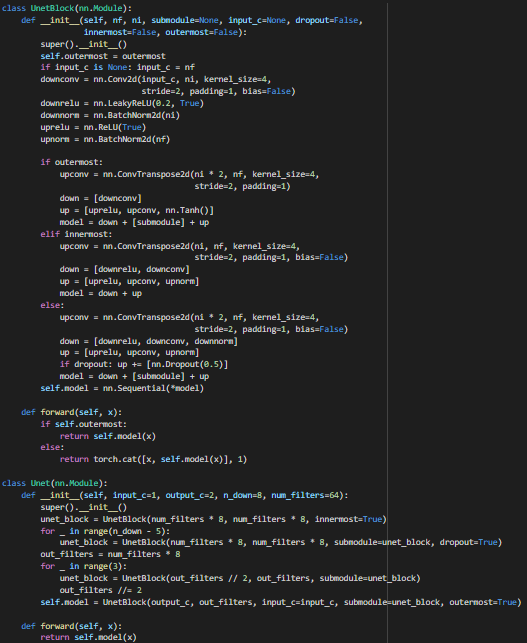 class UnetBlock(nn.Module):
    def __init__(self, nf, ni, submodule=None, input_c=None, dropout=False,
                 innermost=False, outermost=False):
        super().__init__()
        self.outermost = outermost
        if input_c is None: input_c = nf
        downconv = nn.Conv2d(input_c, ni, kernel_size=4,
                             stride=2, padding=1, bias=False)
        downrelu = nn.LeakyReLU(0.2, True)
        downnorm = nn.BatchNorm2d(ni)
        uprelu = nn.ReLU(True)
        upnorm = nn.BatchNorm2d(nf)

        if outermost:
            upconv = nn.ConvTranspose2d(ni * 2, nf, kernel_size=4,
                                        stride=2, padding=1)
            down = [downconv]
            up = [uprelu, upconv, nn.Tanh()]
            model = down + [submodule] + up
        elif innermost:
            upconv = nn.ConvTranspose2d(ni, nf, kernel_size=4,
                                        stride=2, padding=1, bias=False)
            down = [downrelu, downconv]
            up = [uprelu, upconv, upnorm]
            model = down + up
        else:
            upconv = nn.ConvTranspose2d(ni * 2, nf, kernel_size=4,
                                        stride=2, padding=1, bias=False)
            down = [downrelu, downconv, downnorm]
            up = [uprelu, upconv, upnorm]
            if dropout: up += [nn.Dropout(0.5)]
            model = down + [submodule] + up
        self.model = nn.Sequential(*model)

    def forward(self, x):
        if self.outermost:
            return self.model(x)
        else:
            return torch.cat([x, self.model(x)], 1)

class Unet(nn.Module):
    def __init__(self, input_c=1, output_c=2, n_down=8, num_filters=64):
        super().__init__()
        unet_block = UnetBlock(num_filters * 8, num_filters * 8, innermost=True)
        for _ in range(n_down - 5):
            unet_block = UnetBlock(num_filters * 8, num_filters * 8, submodule=unet_block, dropout=True)
        out_filters = num_filters * 8
        for _ in range(3):
            unet_block = UnetBlock(out_filters // 2, out_filters, submodule=unet_block)
            out_filters //= 2
        self.model = UnetBlock(output_c, out_filters, input_c=input_c, submodule=unet_block, outermost=True)

    def forward(self, x):
        return self.model(x)